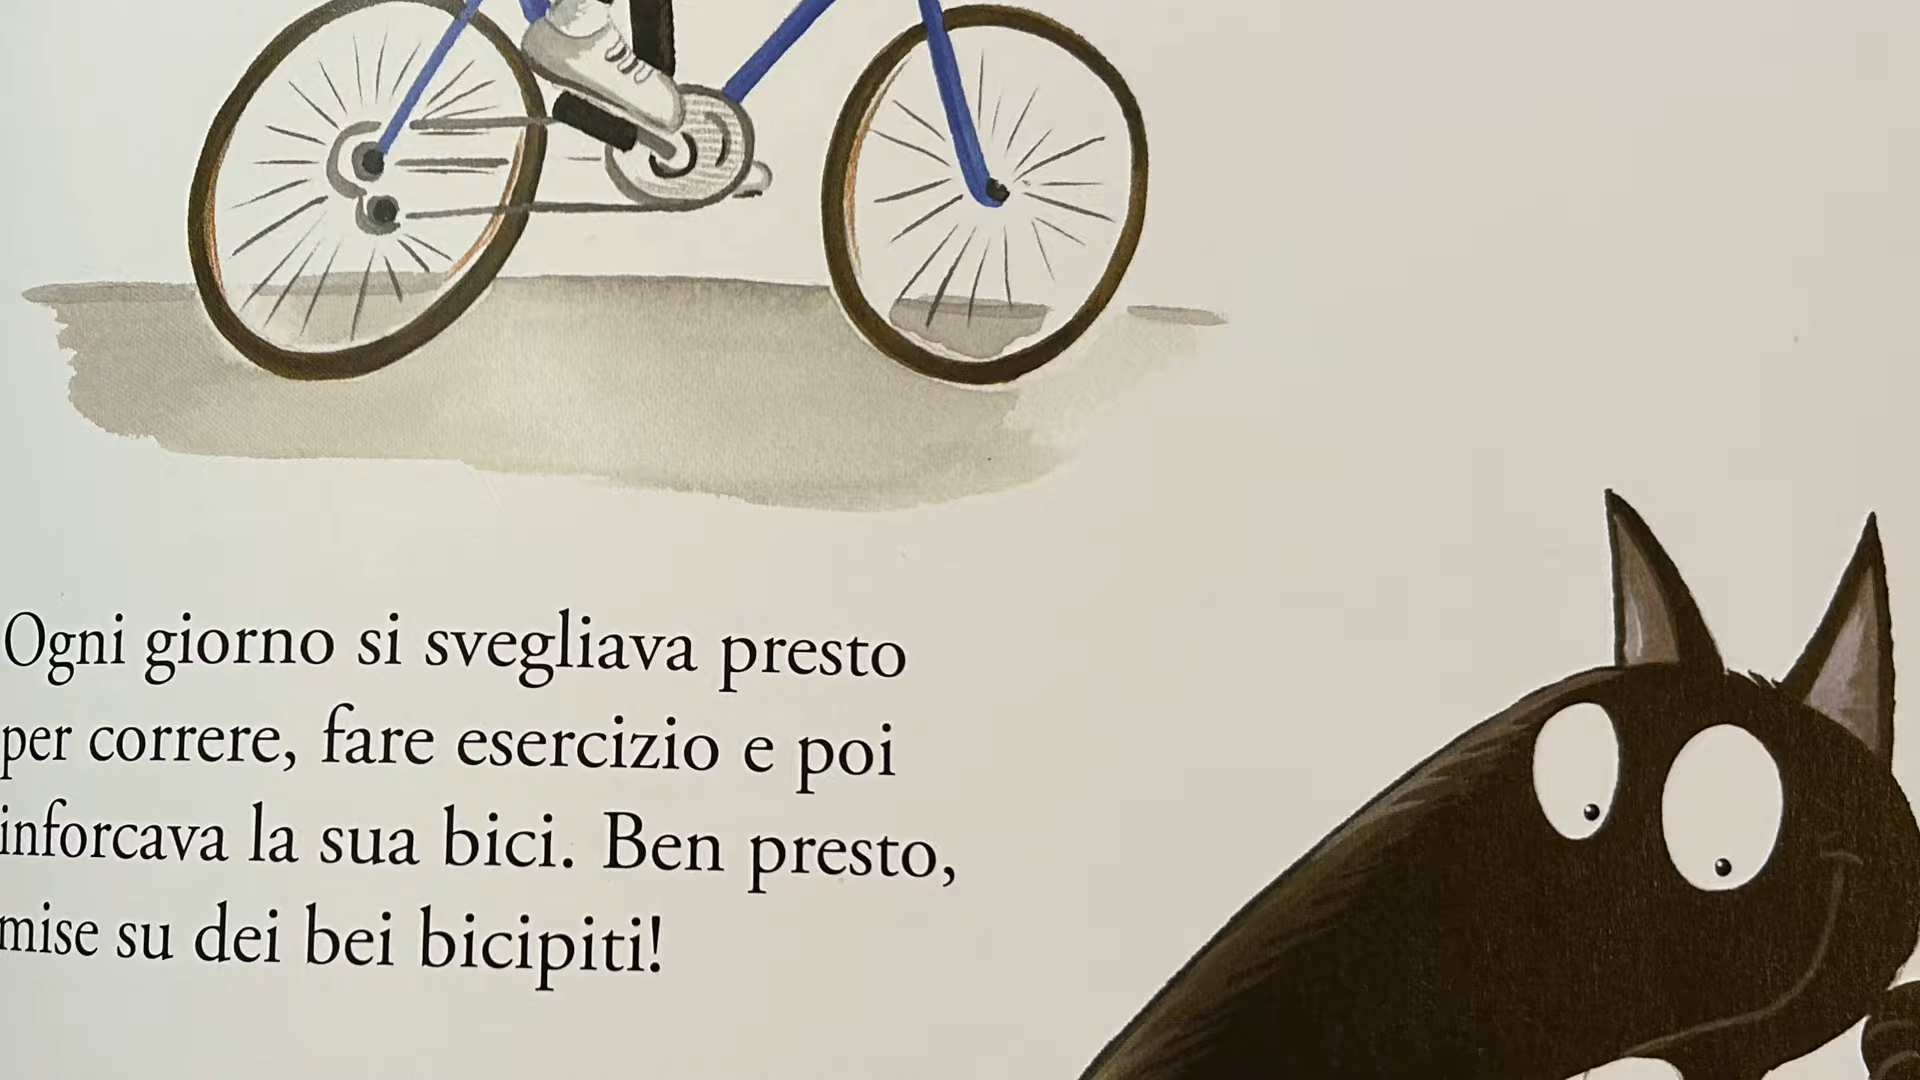 Ogni giorno si svegliava presto
per correre, fare esercizio e poi
inforcava la sua bici. Ben presto,
mise su dei bei bicipiti!